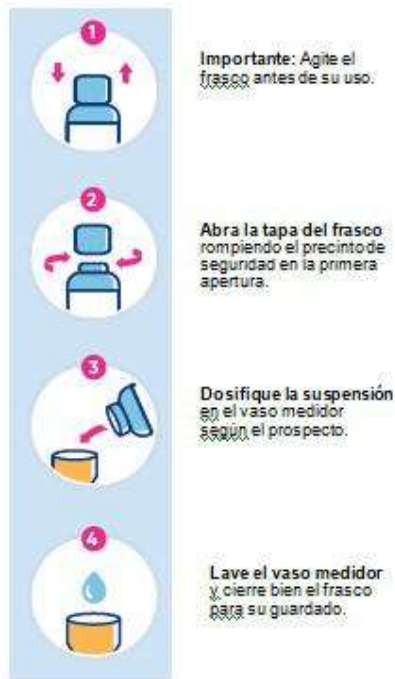 1
Importante: Agite el
frasco antes de su uso.
2
Abra la tapa del frasco
rompiendo el precinto de
seguridad en la primera
apertura.
3
Dosifique la suspensión
en el vaso medidor
según el prospecto.
4
Lave el vaso medidor
y cierre bien el frasco
para su guardado.